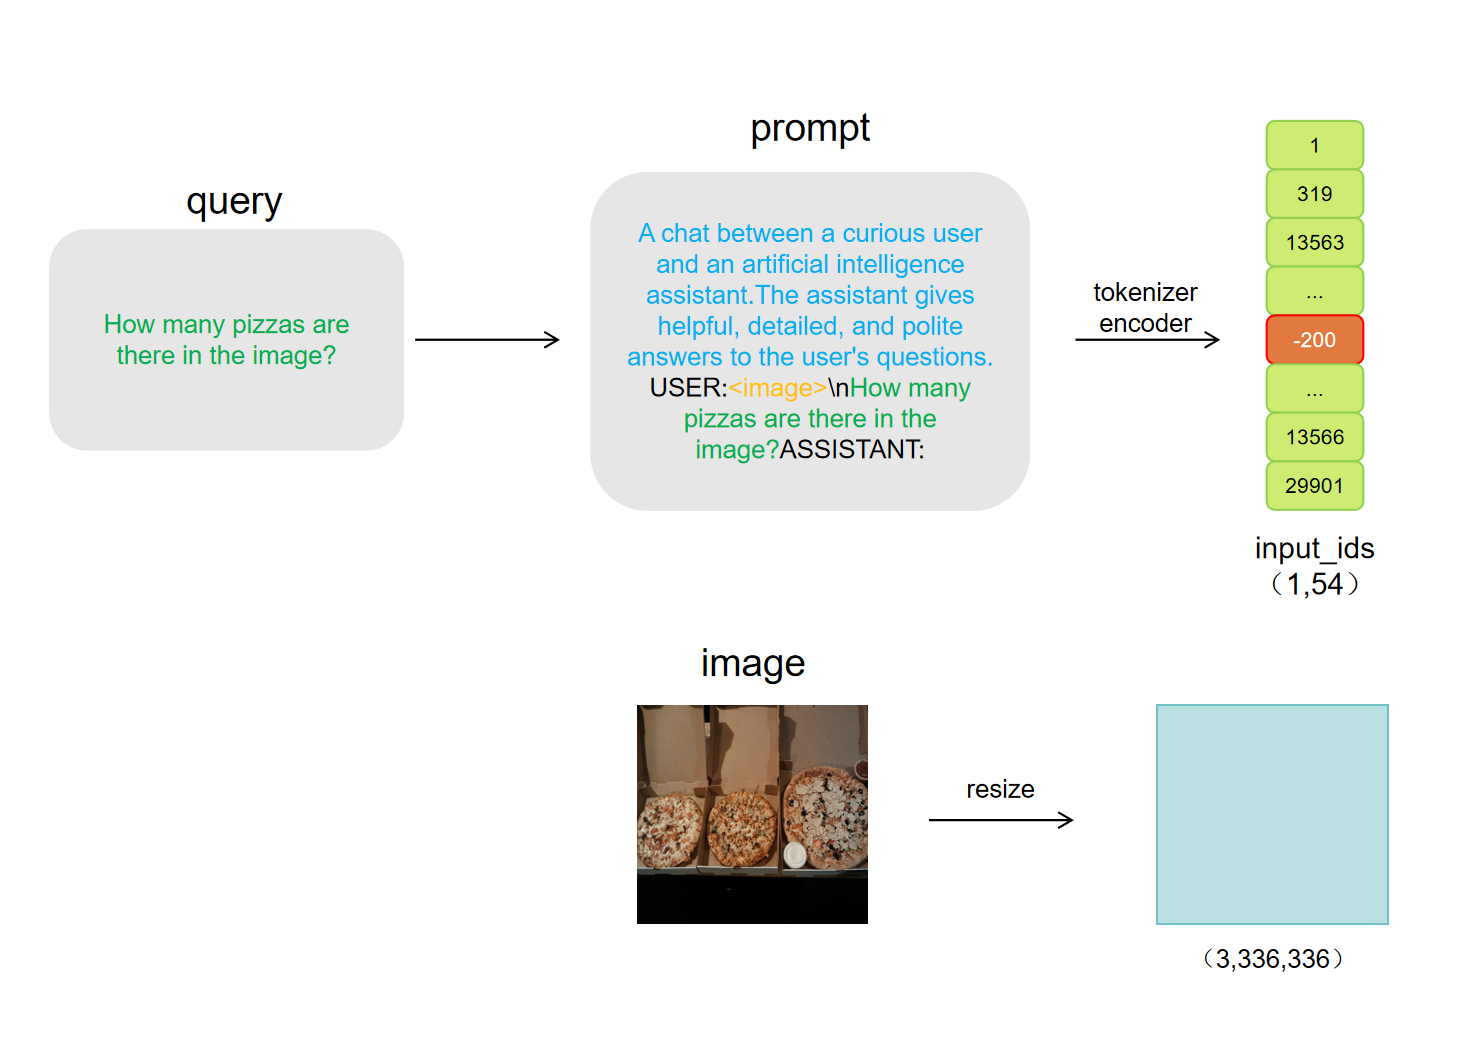 query
How many pizzas are
there in the image?
prompt
A chat between a curious user
and an artificial intelligence
assistant.The assistant gives
helpful, detailed, and polite
answers to the user's questions.
USER:<image>\nHow many
pizzas are there in the
image?ASSISTANT:
tokenizer
encoder
1
319
13563
...
-200
...
13566
29901
input_ids
（1,54）
image
resize
（3,336,336）